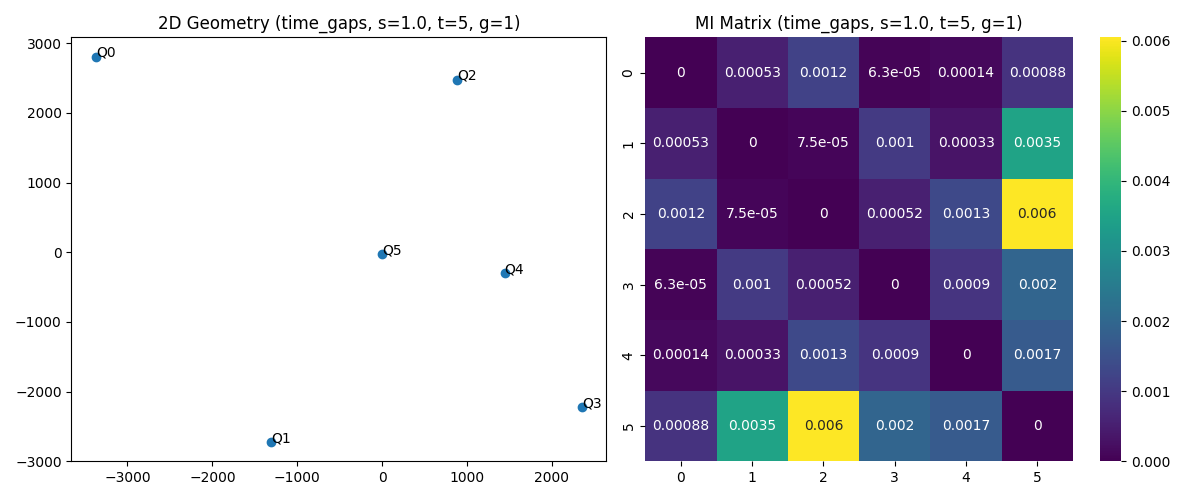 2D Geometry (time_gaps, s=1.0, t=5, g=1)
3000
2000
1000
0
−1000
−2000
−3000
−3000
−2000
−1000
0
1000
2000
Q0
Q2
Q5
Q4
Q3
Q1
MI Matrix (time_gaps, s=1.0, t=5, g=1)
0 0 0.00053 0.0012 6.3e-05 0.00014 0.00088
1 0.00053 0 7.5e-05 0.001 0.00033 0.0035
2 0.0012 7.5e-05 0 0.00052 0.0013 0.006
3 6.3e-05 0.001 0.00052 0 0.0009 0.002
4 0.00014 0.00033 0.0013 0.0009 0 0.0017
5 0.00088 0.0035 0.006 0.002 0.0017 0
0 1 2 3 4 5
0.006
0.005
0.004
0.003
0.002
0.001
0.000